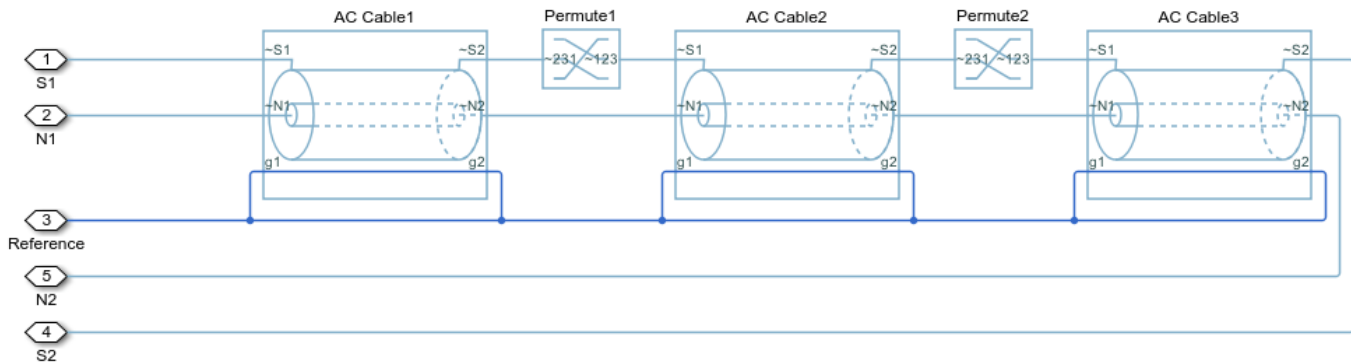 AC Cable1
Permute1
AC Cable2
Permute2
AC Cable3
~S1
~S2
~231 ~123
~S1
~S2
~231 ~123
~S1
~S2
1
S1
~N1
~N2
~N1
~N2
~N1
~N2
2
N1
g1
g2
g1
g2
g1
g2
3
Reference
5
N2
4
S2